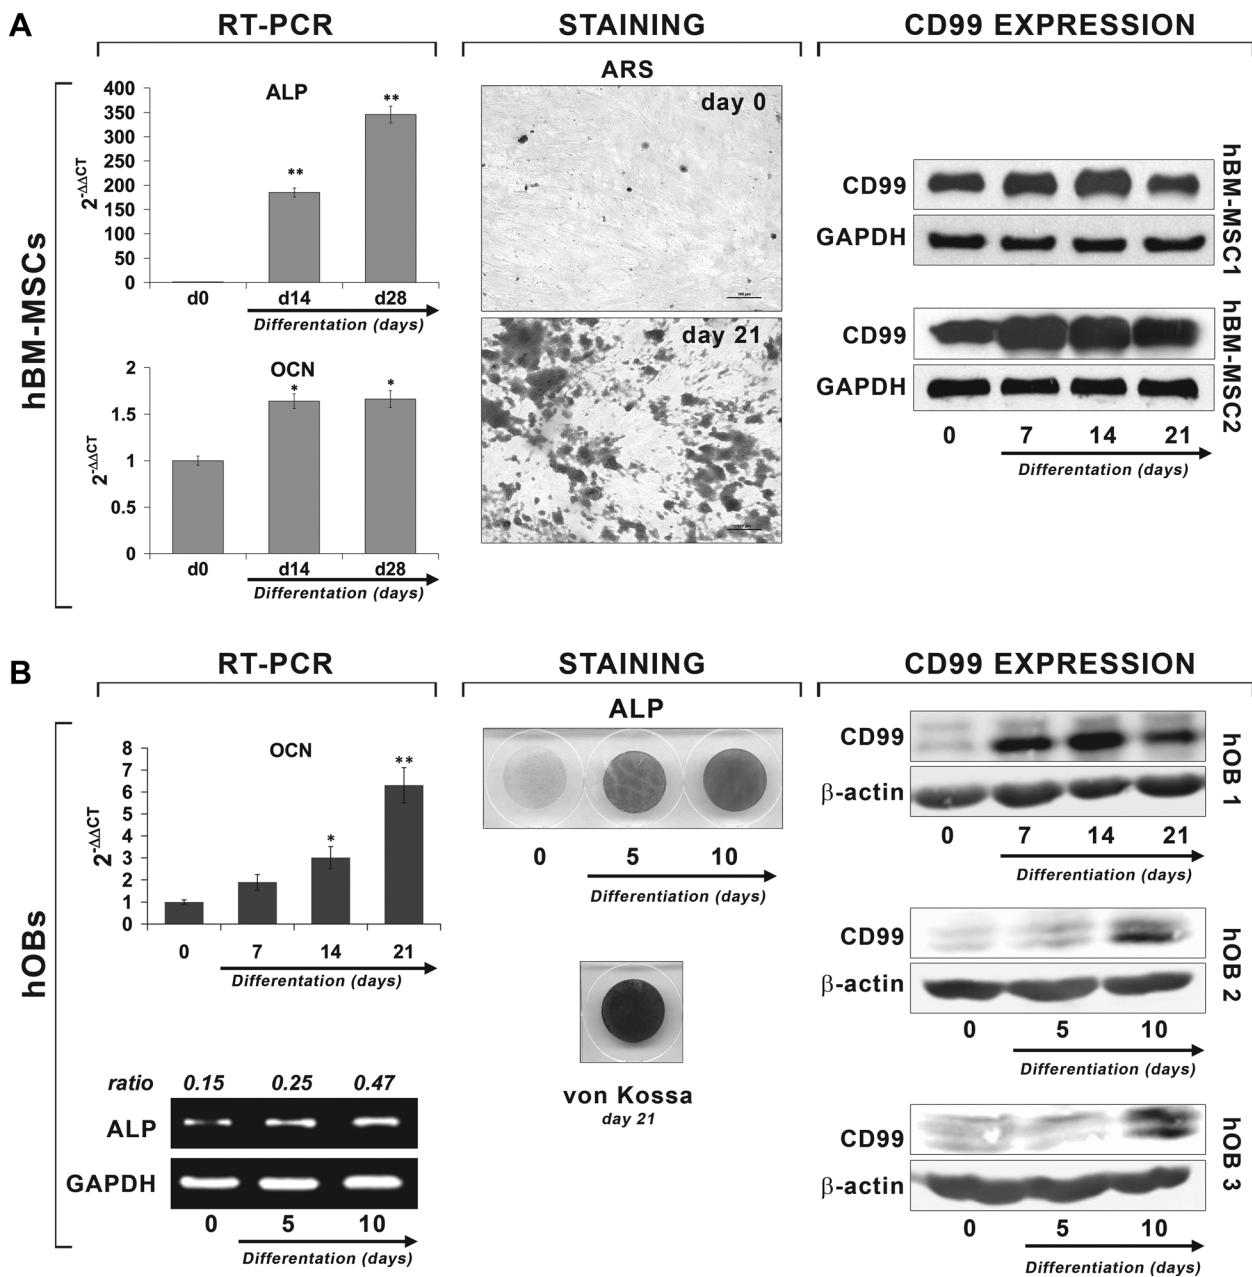 A
RT-PCR
STAINING
CD99 EXPRESSION
hBM-MSCs
ALP
2-ΔΔCT
400
350
300
250
200
150
100
50
0
**
**
d0
d14
d28
Differentation (days)
OCN
2-ΔΔCT
2
1.5
1
0.5
0
*
*
d0
d14
d28
Differentation (days)
ARS
day 0
day 21
CD99
GAPDH
hBM-MSC1
CD99
GAPDH
hBM-MSC2
0 7 14 21
Differentation (days)
B
RT-PCR
STAINING
CD99 EXPRESSION
hOBs
OCN
2-ΔΔCT
8
7
6
5
4
3
2
1
0
*
**
0 7 14 21
Differentation (days)
ratio 0.15 0.25 0.47
ALP
GAPDH
0 5 10
Differentation (days)
ALP
0 5 10
Differentiation (days)
von Kossa
day 21
CD99
β-actin
hOB 1
0 7 14 21
Differentiation (days)
CD99
β-actin
hOB 2
0 5 10
Differentiation (days)
CD99
β-actin
hOB 3
0 5 10
Differentiation (days)